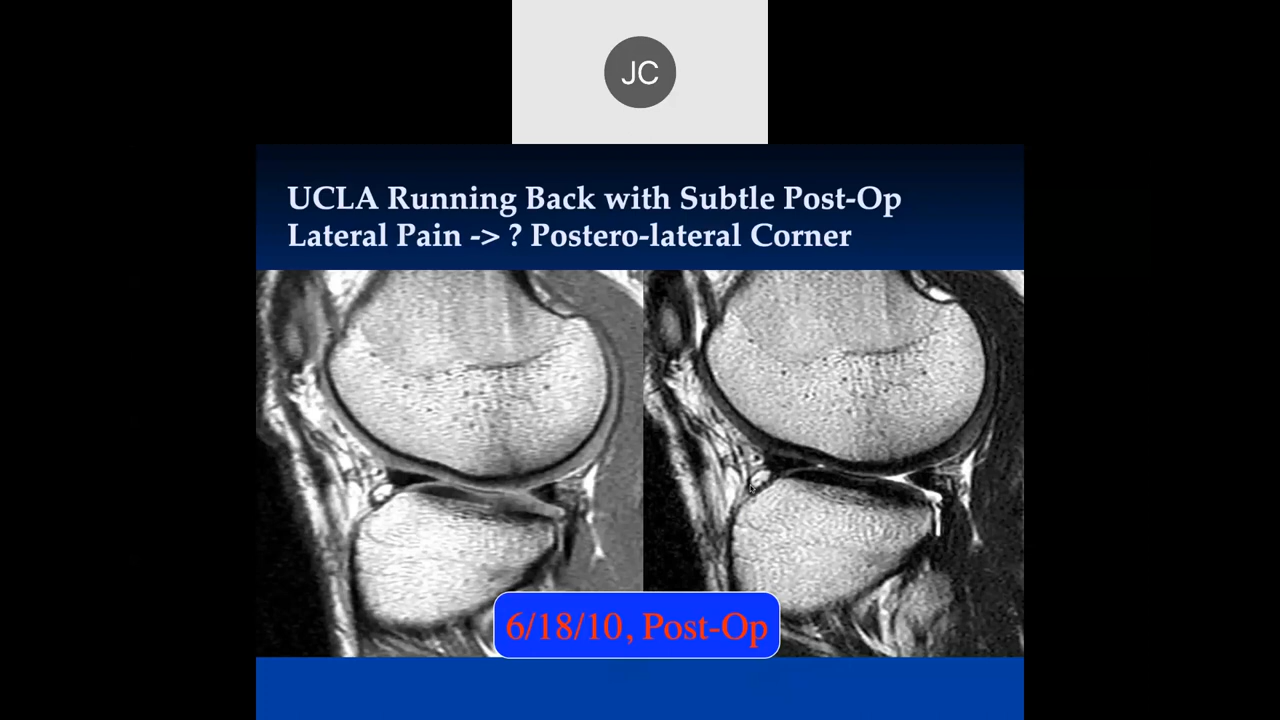 JC
UCLA Running Back with Subtle Post-Op
Lateral Pain -> ? Postero-lateral Corner
6/18/10, Post-Op